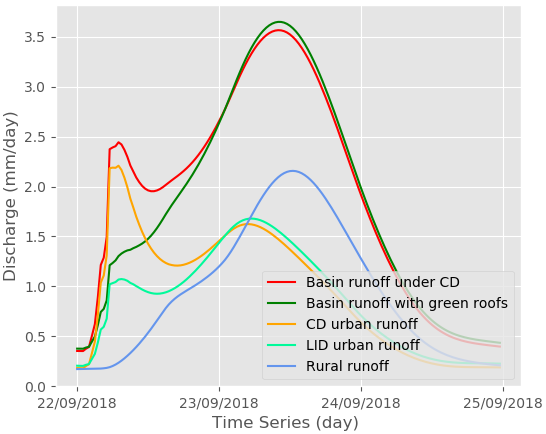 3.5
3.0
2.5
2.0
1.5
1.0
0.5
0.0
Discharge (mm/day)
Basin runoff under CD
Basin runoff with green roofs
CD urban runoff
LID urban runoff
Rural runoff
22/09/2018 23/09/2018 24/09/2018 25/09/2018
Time Series (day)